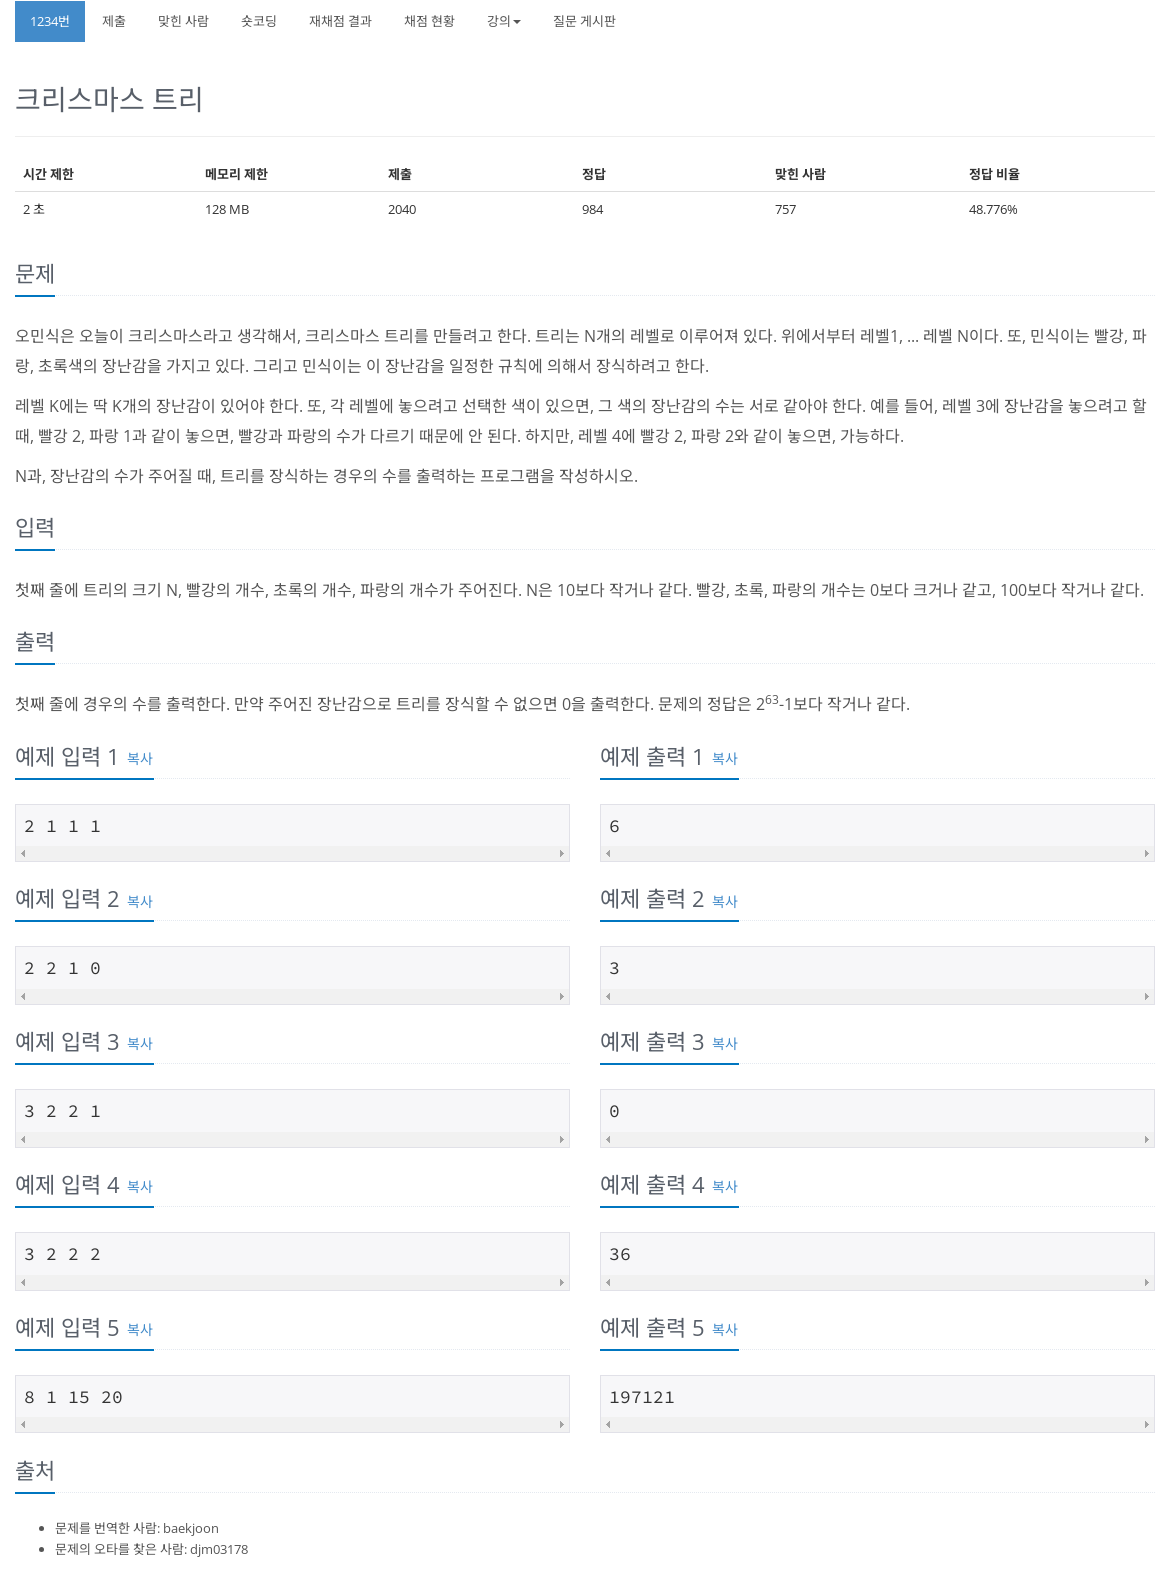 1234번 제출 맞힌 사람 숏코딩 재채점 결과 채점 현황 강의 질문 게시판
크리스마스 트리
시간 제한 메모리 제한 제출 정답 맞힌 사람 정답 비율
2 초 128 MB 2040 984 757 48.776%
문제
오민식은 오늘이 크리스마스라고 생각해서, 크리스마스 트리를 만들려고 한다. 트리는 N개의 레벨로 이루어져 있다. 위에서부터 레벨1, ... 레벨 N이다. 또, 민식이는 빨강, 파
랑, 초록색의 장난감을 가지고 있다. 그리고 민식이는 이 장난감을 일정한 규칙에 의해서 장식하려고 한다.
레벨 K에는 딱 K개의 장난감이 있어야 한다. 또, 각 레벨에 놓으려고 선택한 색이 있으면, 그 색의 장난감의 수는 서로 같아야 한다. 예를 들어, 레벨 3에 장난감을 놓으려고 할
때, 빨강 2, 파랑 1과 같이 놓으면, 빨강과 파랑의 수가 다르기 때문에 안 된다. 하지만, 레벨 4에 빨강 2, 파랑 2와 같이 놓으면, 가능하다.
N과, 장난감의 수가 주어질 때, 트리를 장식하는 경우의 수를 출력하는 프로그램을 작성하시오.
입력
첫째 줄에 트리의 크기 N, 빨강의 개수, 초록의 개수, 파랑의 개수가 주어진다. N은 10보다 작거나 같다. 빨강, 초록, 파랑의 개수는 0보다 크거나 같고, 100보다 작거나 같다.
출력
첫째 줄에 경우의 수를 출력한다. 만약 주어진 장난감으로 트리를 장식할 수 없으면 0을 출력한다. 문제의 정답은 2^63-1보다 작거나 같다.
예제 입력 1 복사
2 1 1 1
예제 출력 1 복사
6
예제 입력 2 복사
2 2 1 0
예제 출력 2 복사
3
예제 입력 3 복사
3 2 2 1
예제 출력 3 복사
0
예제 입력 4 복사
3 2 2 2
예제 출력 4 복사
36
예제 입력 5 복사
8 1 15 20
예제 출력 5 복사
197121
출처
문제를 번역한 사람: baekjoon
문제의 오타를 찾은 사람: djm03178